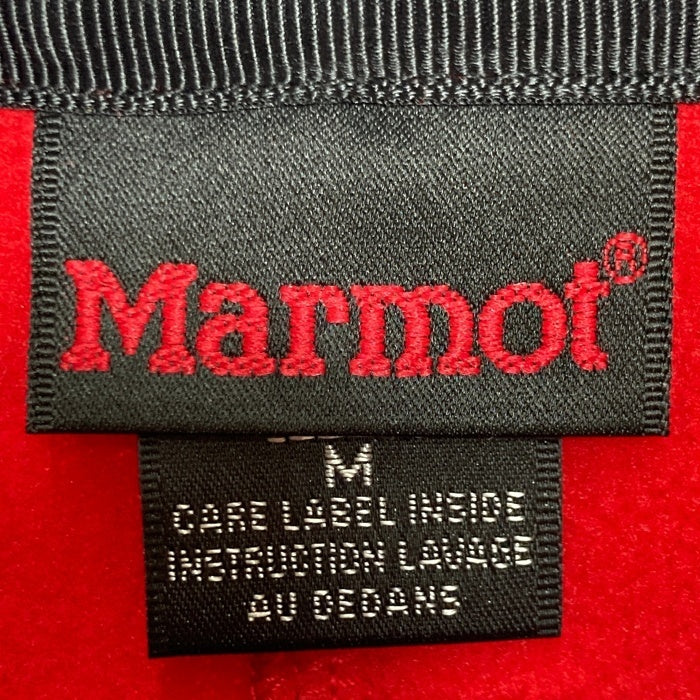 Marmot®
M
CARE LABEL INSIDE
INSTRUCTION LAVAGE
AU DEDANS